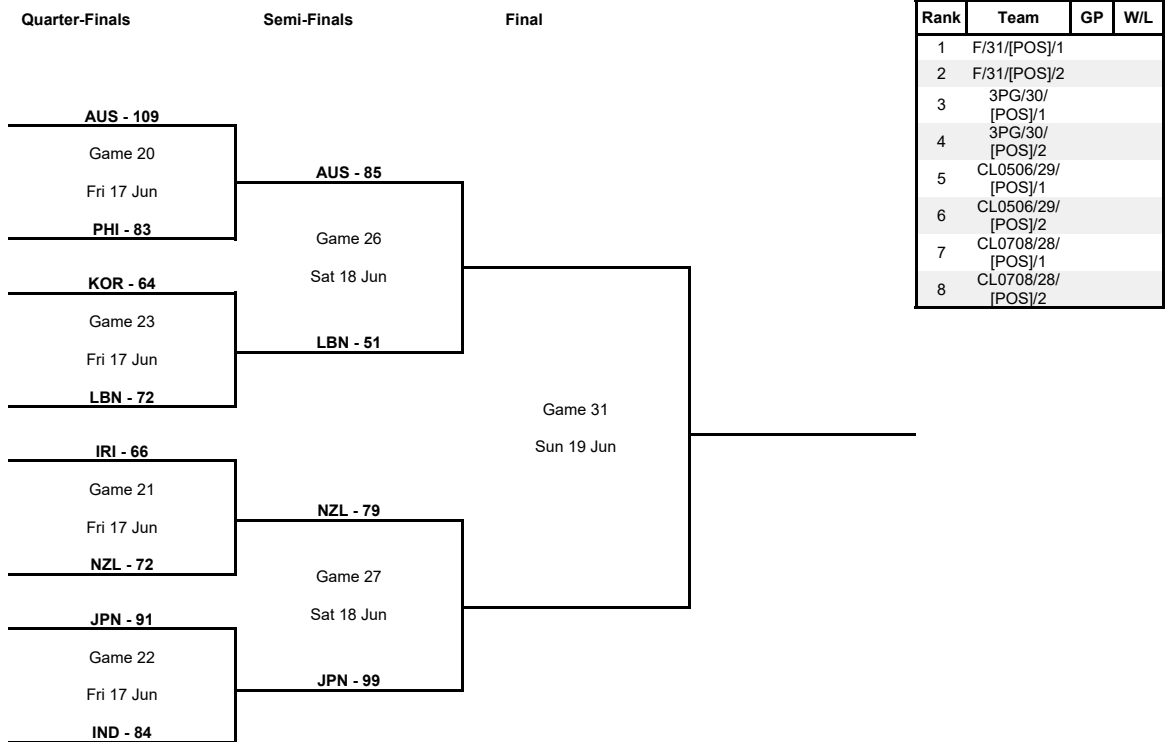 Quarter-Finals Semi-Finals Final
AUS - 109
Game 20
Fri 17 Jun
PHI - 83
KOR - 64
Game 23
Fri 17 Jun
LBN - 72
IRI - 66
Game 21
Fri 17 Jun
NZL - 72
JPN - 91
Game 22
Fri 17 Jun
IND - 84
AUS - 85
Game 26
Sat 18 Jun
LBN - 51
NZL - 79
Game 27
Sat 18 Jun
JPN - 99
Game 31
Sun 19 Jun
Rank Team GP W/L
1 F/31/[POS]/1
2 F/31/[POS]/2
3 3PG/30/
[POS]/1
4 3PG/30/
[POS]/2
5 CL0506/29/
[POS]/1
6 CL0506/29/
[POS]/2
7 CL0708/28/
[POS]/1
8 CL0708/28/
[POS]/2